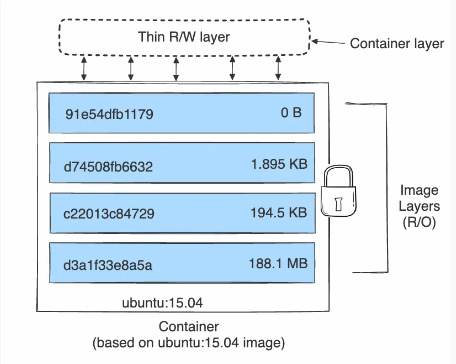 Thin R/W layer
Container layer
91e54dfb1179 0 B
d74508fb6632 1.895 KB
c22013c84729 194.5 KB
d3a1f33e8a5a 188.1 MB
Image
Layers
(R/O)
ubuntu:15.04
Container
(based on ubuntu:15.04 image)